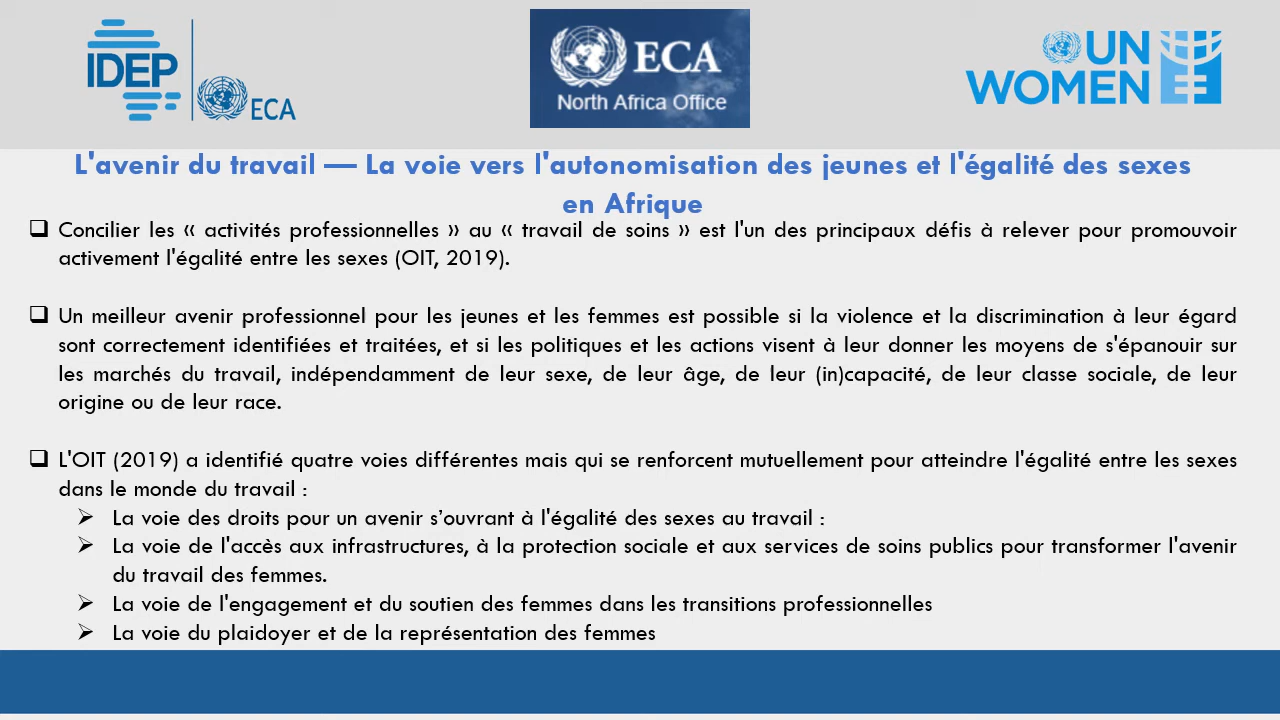 IDEP
ECA
ECA
North Africa Office
UN
WOMEN
L'avenir du travail — La voie vers l'autonomisation des jeunes et l'égalité des sexes
en Afrique
❑ Concilier les « activités professionnelles » au « travail de soins » est l'un des principaux défis à relever pour promouvoir
activement l'égalité entre les sexes (OIT, 2019).
❑ Un meilleur avenir professionnel pour les jeunes et les femmes est possible si la violence et la discrimination à leur égard
sont correctement identifiées et traitées, et si les politiques et les actions visent à leur donner les moyens de s'épanouir sur
les marchés du travail, indépendamment de leur sexe, de leur âge, de leur (in)capacité, de leur classe sociale, de leur
origine ou de leur race.
❑ L'OIT (2019) a identifié quatre voies différentes mais qui se renforcent mutuellement pour atteindre l'égalité entre les sexes
dans le monde du travail :
➢ La voie des droits pour un avenir s’ouvrant à l'égalité des sexes au travail :
➢ La voie de l'accès aux infrastructures, à la protection sociale et aux services de soins publics pour transformer l'avenir
du travail des femmes.
➢ La voie de l'engagement et du soutien des femmes dans les transitions professionnelles
➢ La voie du plaidoyer et de la représentation des femmes